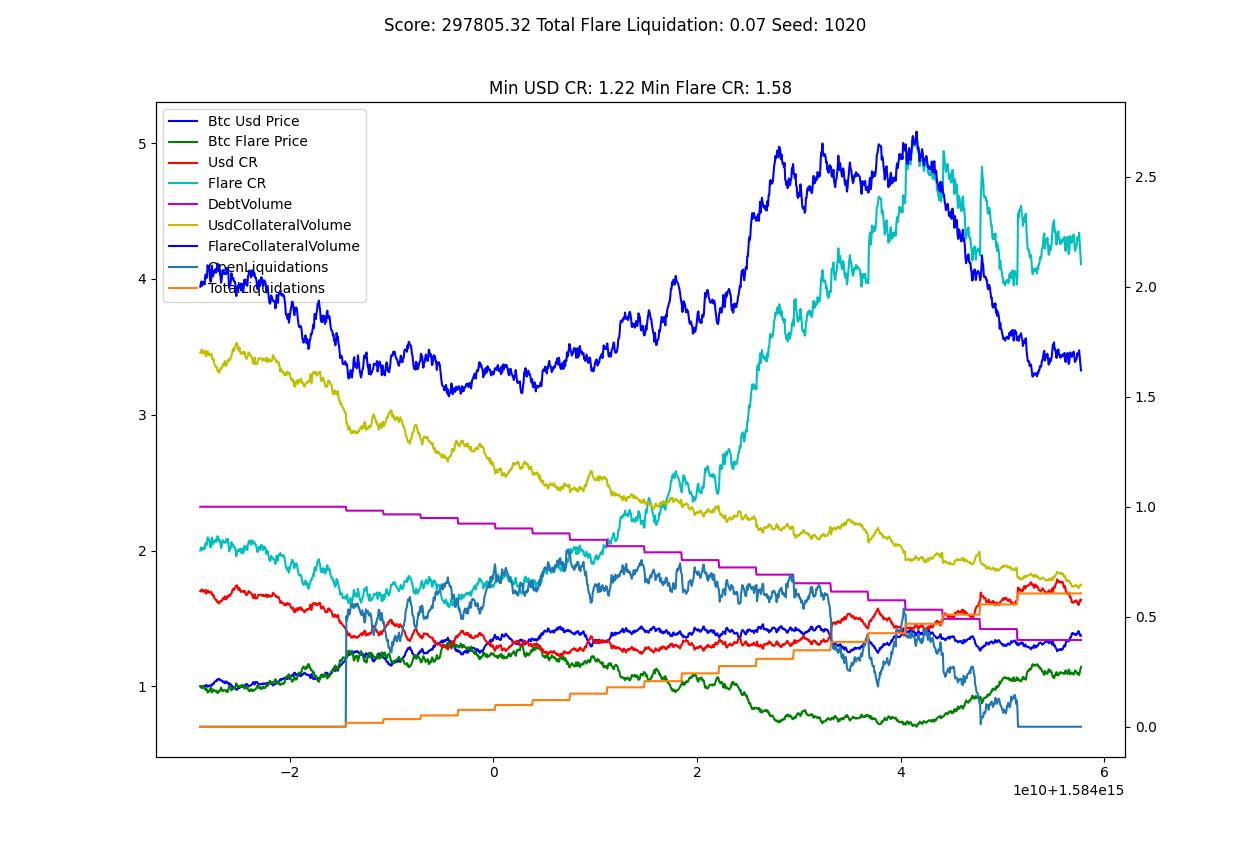 Score: 297805.32 Total Flare Liquidation: 0.07 Seed: 1020
Min USD CR: 1.22 Min Flare CR: 1.58
Btc Usd Price
Btc Flare Price
Usd CR
Flare CR
DebtVolume
UsdCollateralVolume
FlareCollateralVolume
OpenLiquidations
TotalLiquidations
5
4
3
2
1
2.5
2.0
1.5
1.0
0.5
0.0
−2 0 2 4 6
1e10+1.584e15